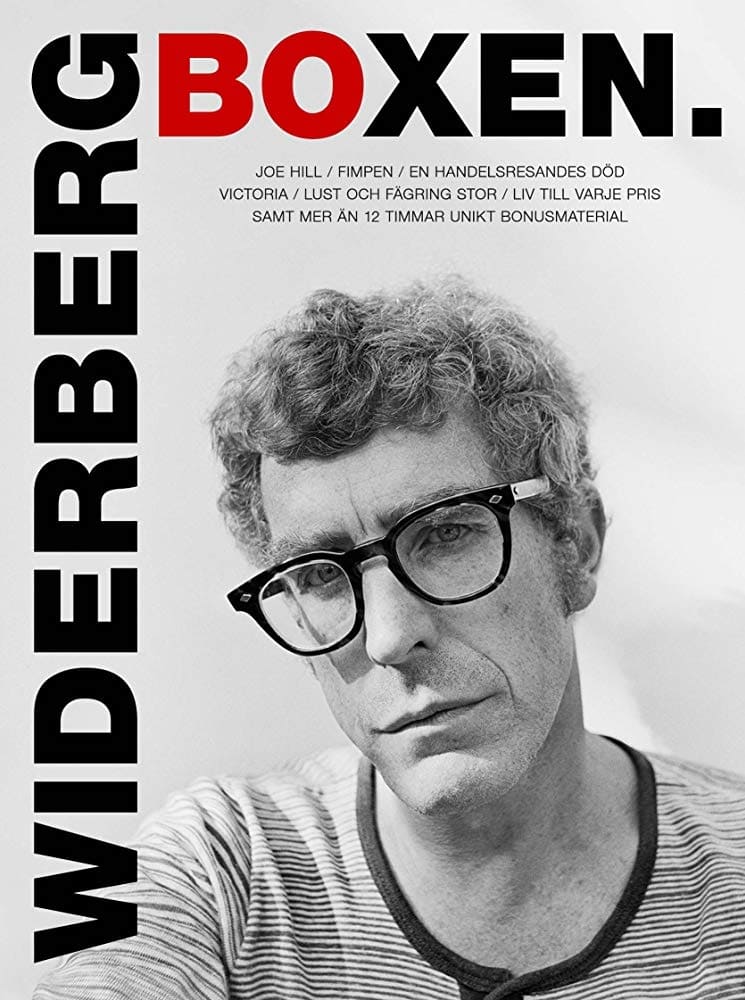 WIDERBERG
BOXEN.
JOE HILL / FIMPEN / EN HANDELSRESANDES DÖD
VICTORIA / LUST OCH FÄGRING STOR / LIV TILL VARJE PRIS
SAMT MER ÄN 12 TIMMAR UNIKT BONUSMATERIAL